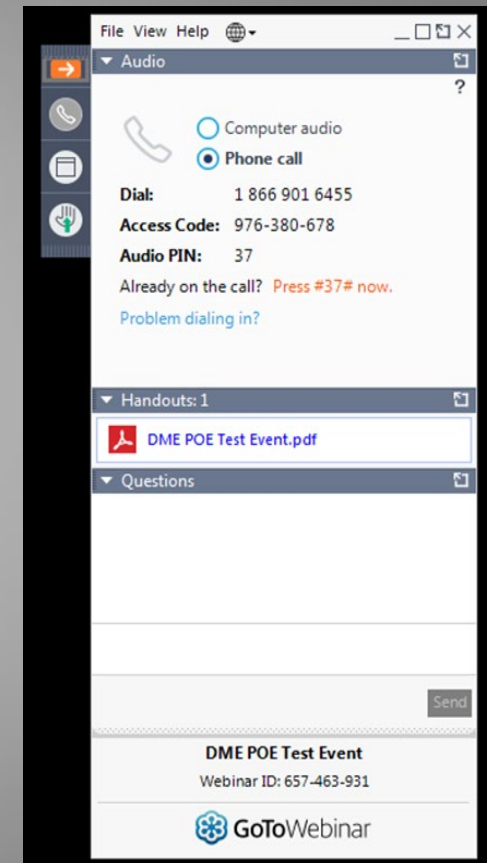 File View Help
Audio
?
Computer audio
Phone call
Dial: 1 866 901 6455
Access Code: 976-380-678
Audio PIN: 37
Already on the call? Press #37# now.
Problem dialing in?
Handouts: 1
DME POE Test Event.pdf
Questions
Send
DME POE Test Event
Webinar ID: 657-463-931
GoToWebinar